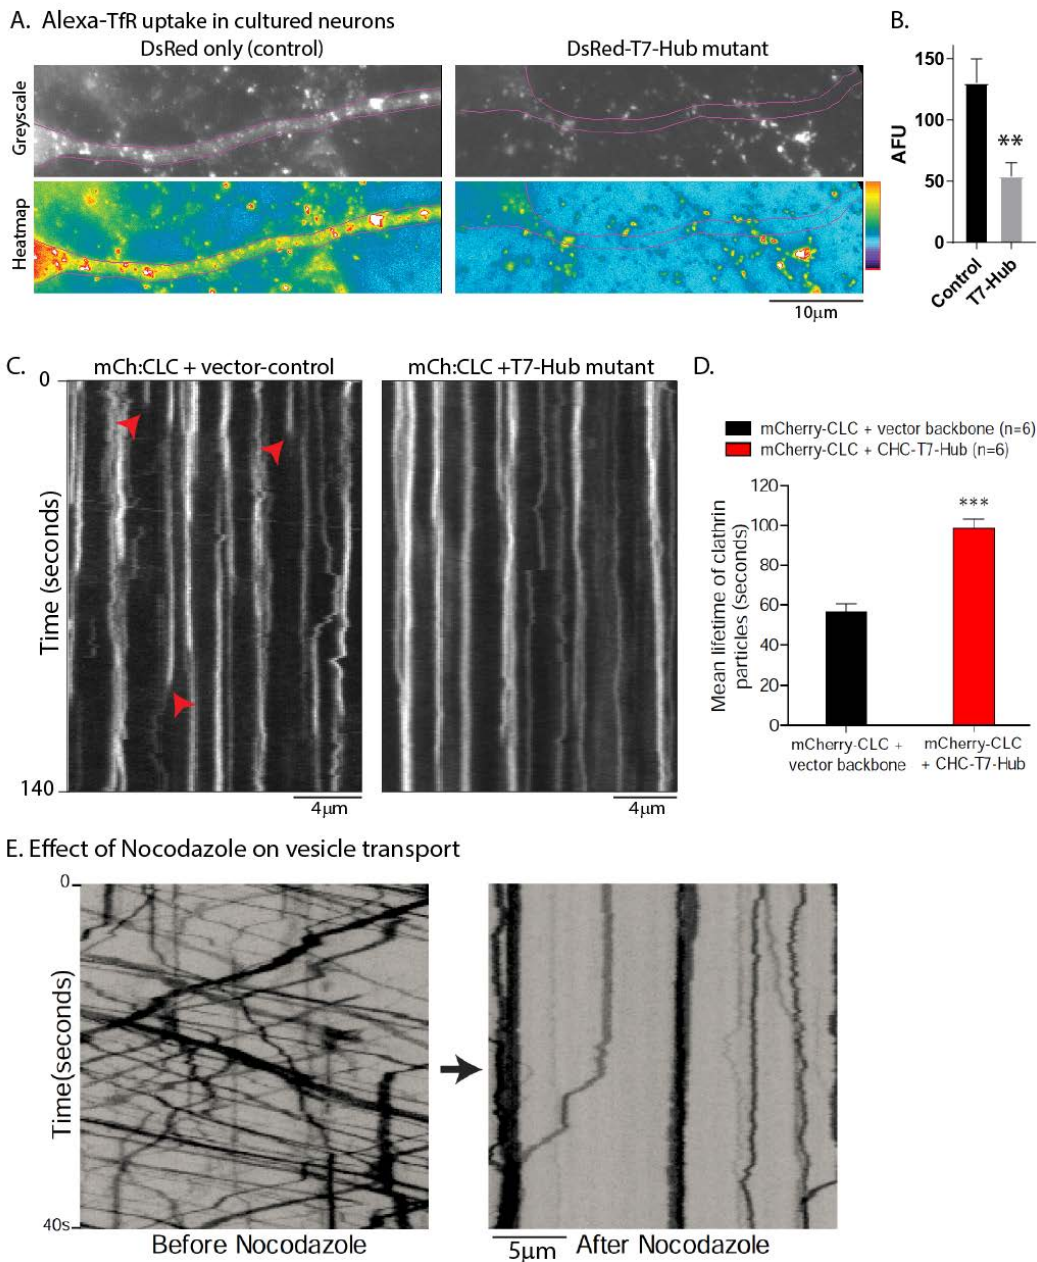 A. Alexa-TfR uptake in cultured neurons
DsRed only (control)
DsRed-T7-Hub mutant
Greyscale
Heatmap
10µm
B.
AFU
150
100
50
0
**
Control
T7-Hub
C.
mCh:CLC + vector-control
mCh:CLC +T7-Hub mutant
0
Time (seconds)
140
4µm
4µm
D.
mCherry-CLC + vector backbone (n=6)
mCherry-CLC + CHC-T7-Hub (n=6)
Mean lifetime of clathrin
particles (seconds)
120
100
80
60
40
20
0
***
mCherry-CLC +
vector backbone
mCherry-CLC
+ CHC-T7-Hub
E. Effect of Nocodazole on vesicle transport
0
Time(seconds)
40s
Before Nocodazole
5µm
After Nocodazole